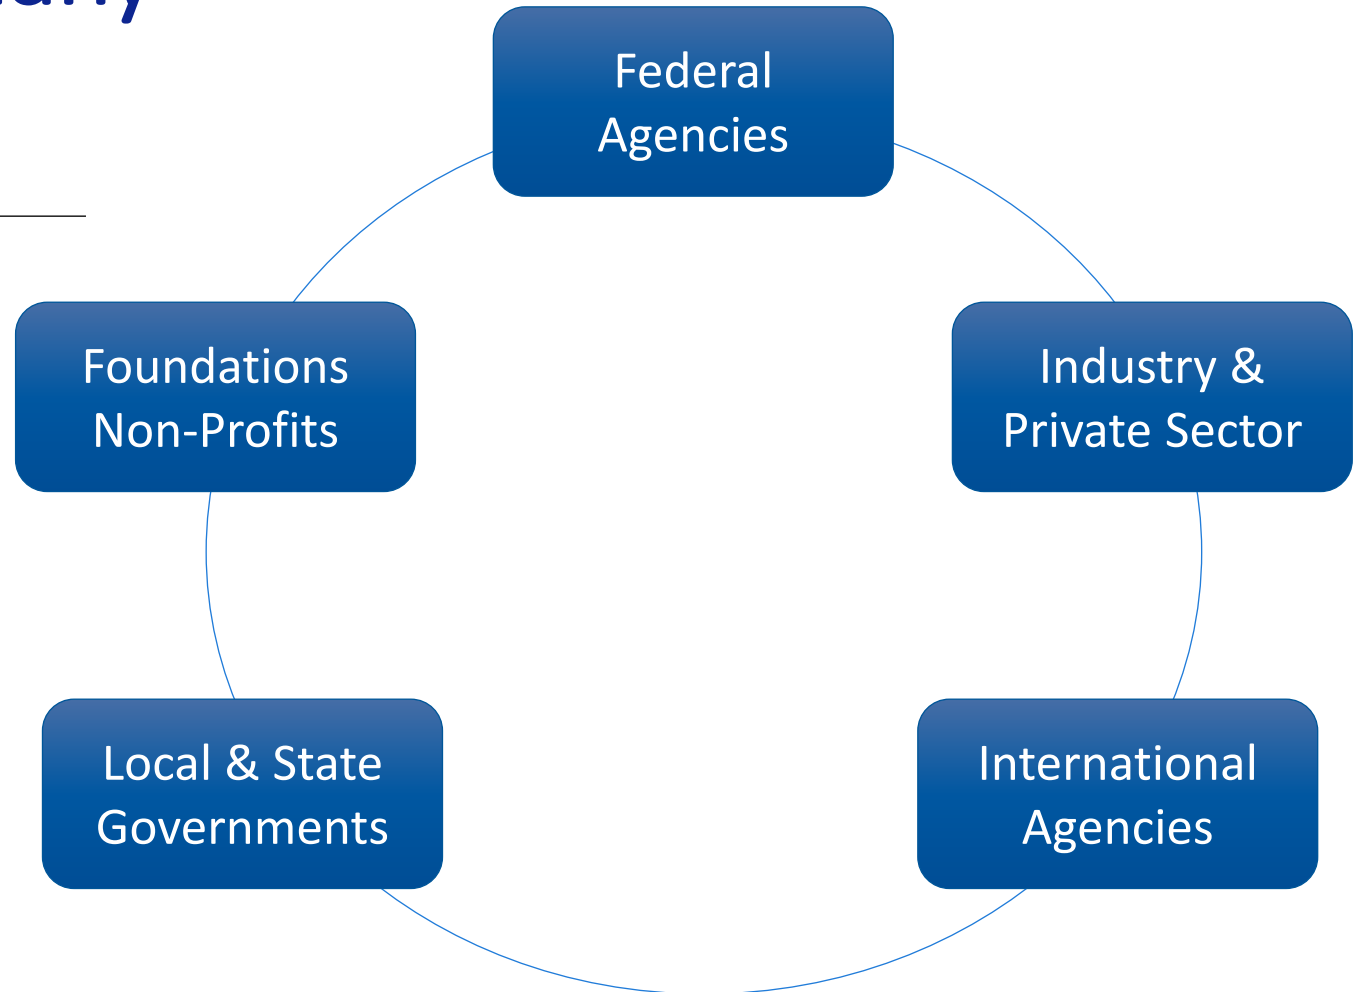 Federal
Agencies
Foundations
Non-Profits
Industry &
Private Sector
Local & State
Governments
International
Agencies